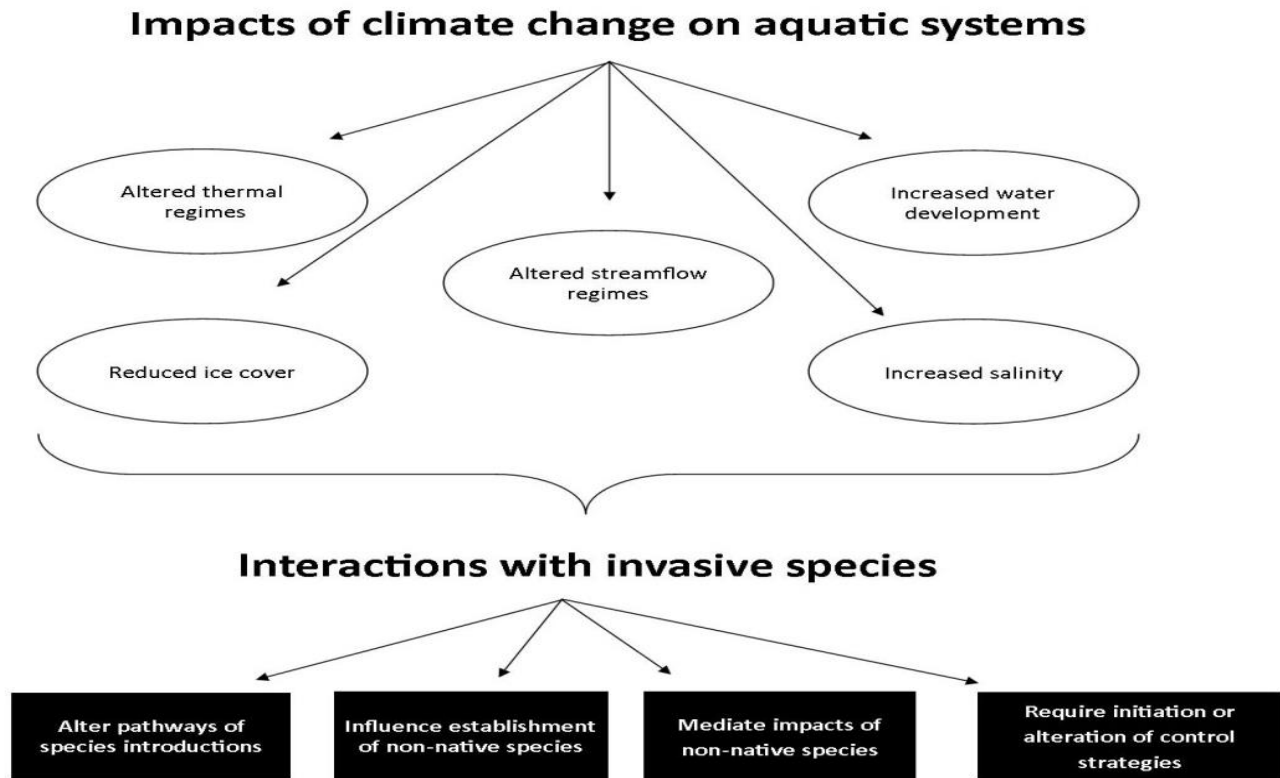 Impacts of climate change on aquatic systems
Altered thermal
regimes
Increased water
development
Altered streamflow
regimes
Reduced ice cover
Increased salinity
Interactions with invasive species
Alter pathways of
species introductions
Influence establishment
of non-native species
Mediate impacts of
non-native species
Require initiation or
alteration of control
strategies